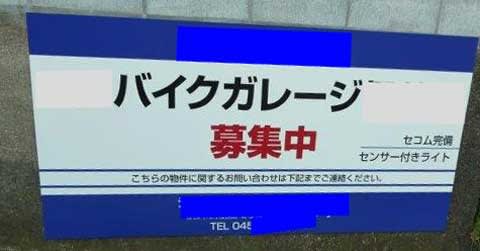 バイクガレージ
募集中
セコム完備
センサー付きライト
こちらの物件に関するお問い合わせは下記までご連絡ください。
TEL 045